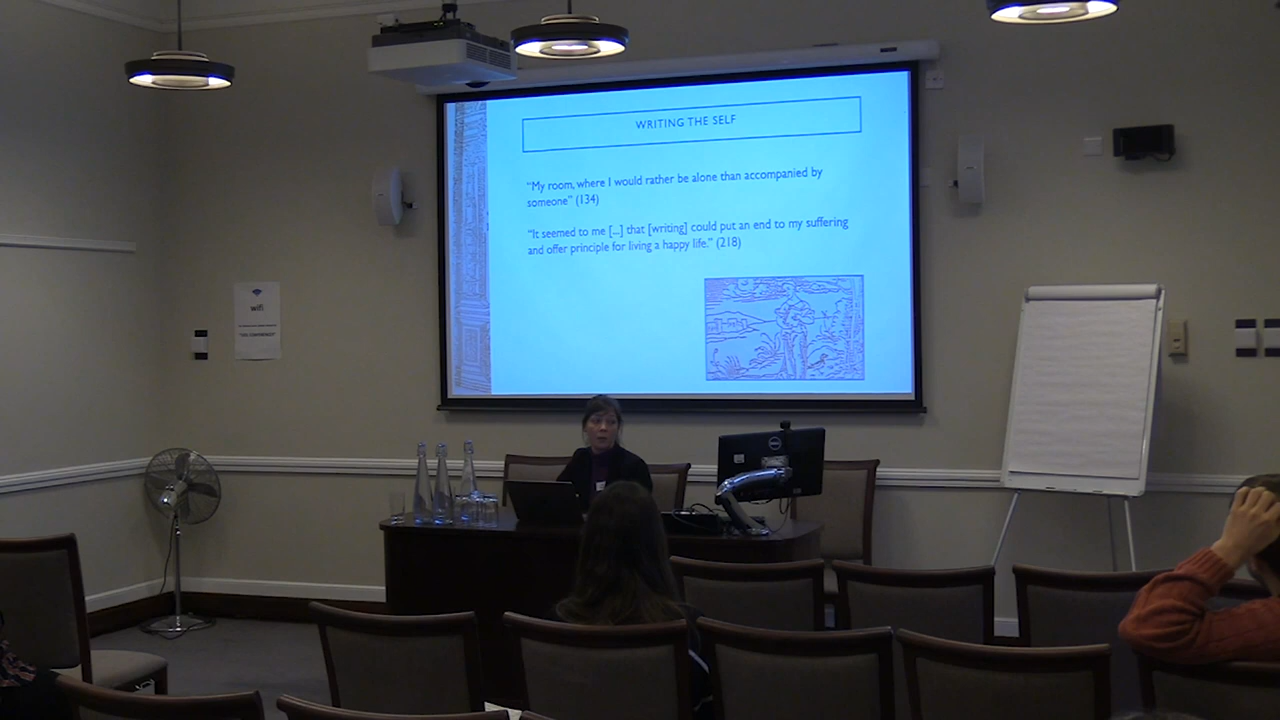 WRITING THE SELF
“My room, where I would rather be alone than accompanied by
someone” (134)
“It seemed to me [...] that [writing] could put an end to my suffering
and offer principle for living a happy life.” (218)
wifi
DELL